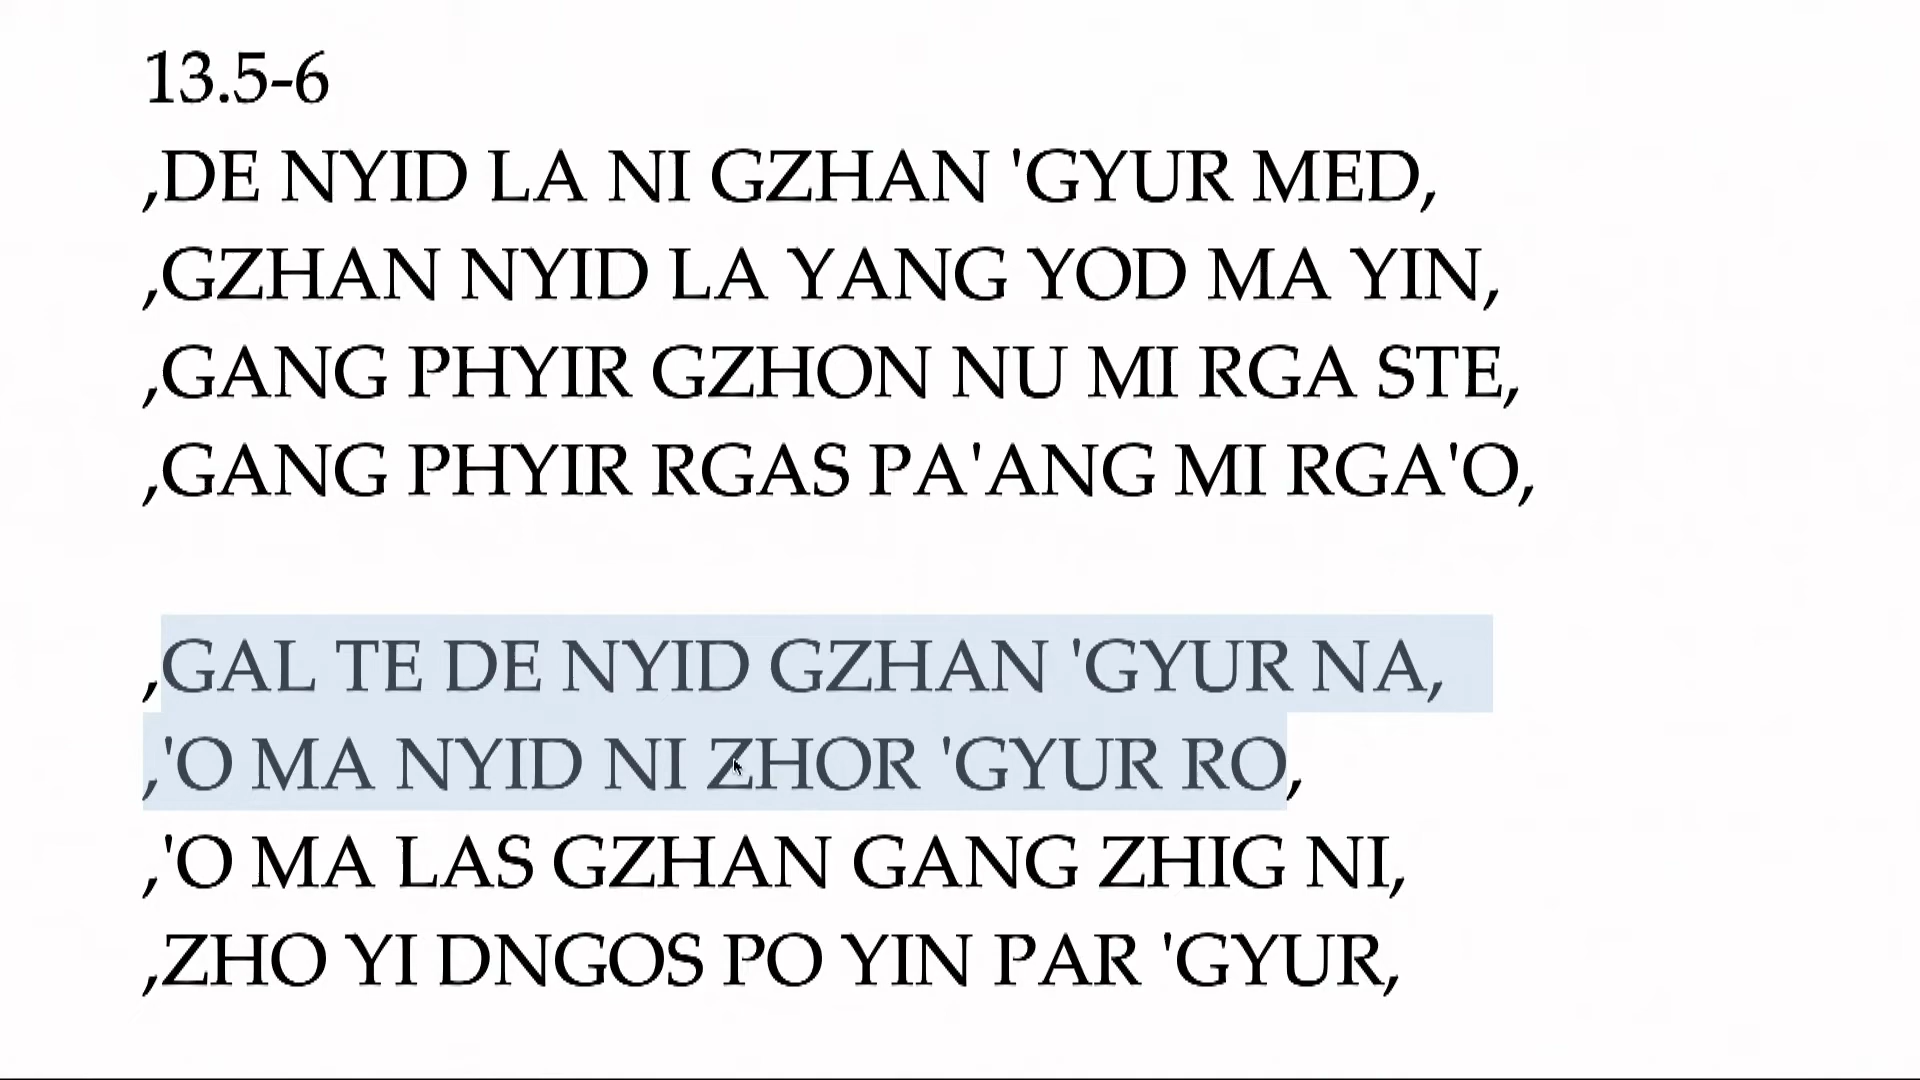 13.5-6
,DE NYID LA NI GZHAN 'GYUR MED,
,GZHAN NYID LA YANG YOD MA YIN,
,GANG PHYIR GZHON NU MI RGA STE,
,GANG PHYIR RGAS PA'ANG MI RGA'O,
,GAL TE DE NYID GZHAN 'GYUR NA,
,'O MA NYID NI ZHOR 'GYUR RO,
,'O MA LAS GZHAN GANG ZHIG NI,
,ZHO YI DNGOS PO YIN PAR 'GYUR,